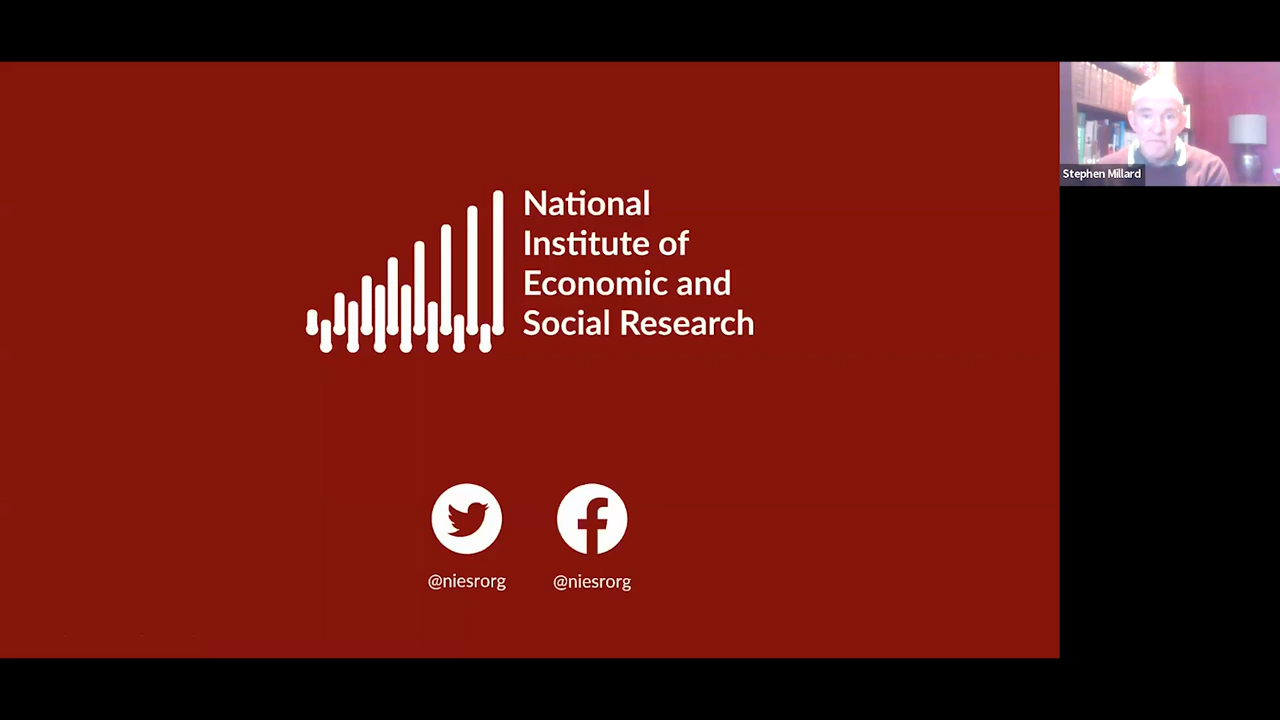 National
Institute of
Economic and
Social Research
@niesrorg
@niesrorg
Stephen Millard